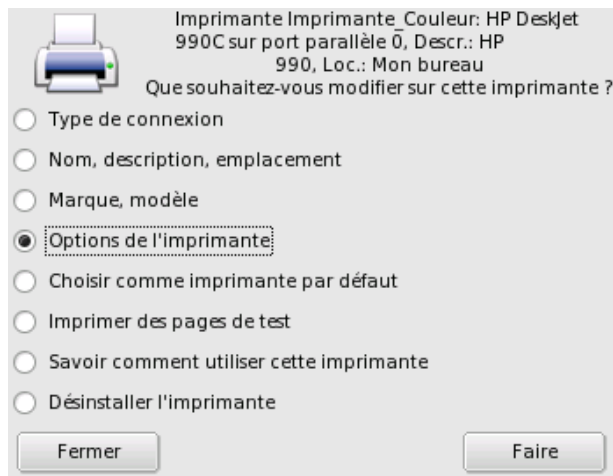 Imprimante Imprimante_Couleur: HP DeskJet
990C sur port parallèle 0, Descr.: HP
990, Loc.: Mon bureau
Que souhaitez-vous modifier sur cette imprimante ?
Type de connexion
Nom, description, emplacement
Marque, modèle
Options de l'imprimante
Choisir comme imprimante par défaut
Imprimer des pages de test
Savoir comment utiliser cette imprimante
Désinstaller l'imprimante
Fermer
Faire